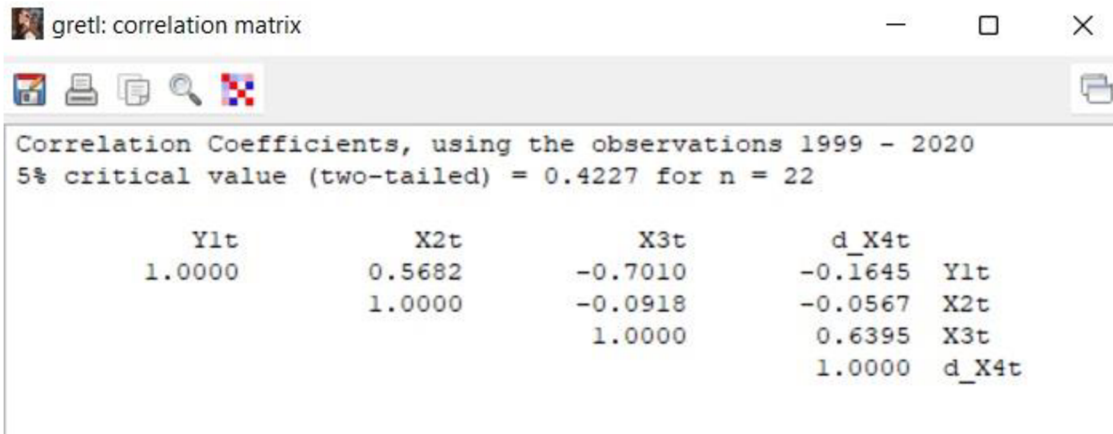 gretl: correlation matrix
Correlation Coefficients, using the observations 1999 - 2020
5% critical value (two-tailed) = 0.4227 for n = 22
Y1t X2t X3t d_X4t
1.0000 0.5682 -0.7010 -0.1645 Y1t
1.0000 -0.0918 -0.0567 X2t
1.0000 0.6395 X3t
1.0000 d_X4t